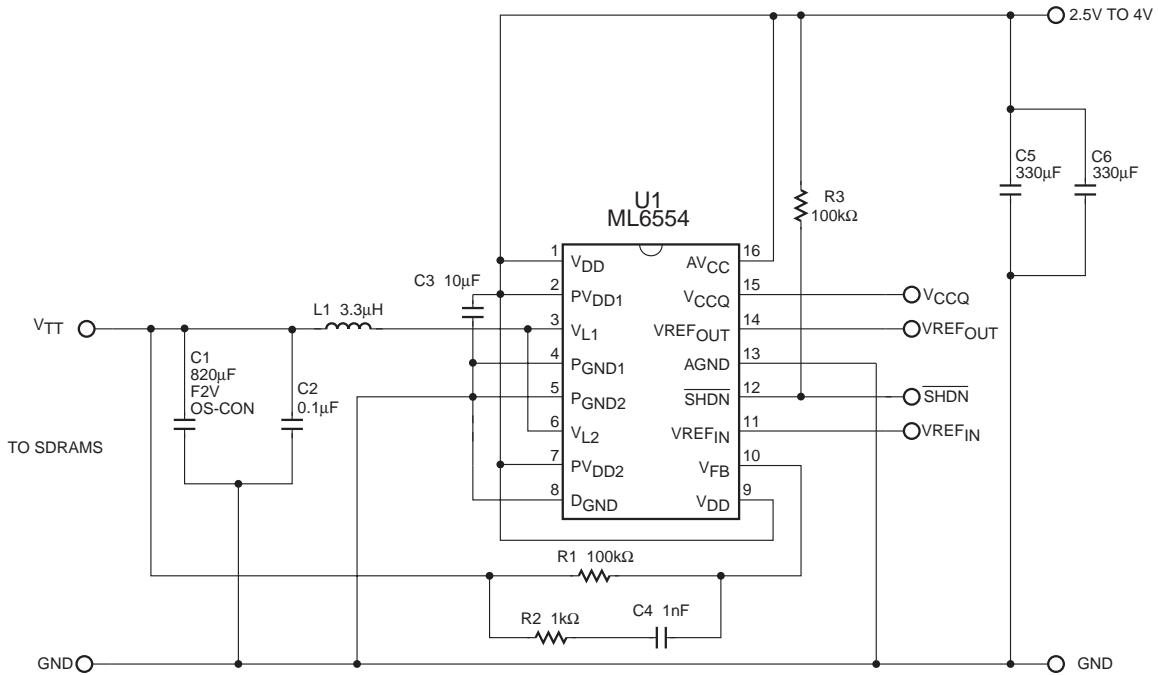 2.5V TO 4V
C5
330µF
C6
330µF
R3
100kΩ
U1
ML6554
C3 10µF
L1 3.3µH
VTT
C1
820µF
F2V
OS-CON
C2
0.1µF
TO SDRAMS
1 VDD
2 PVDD1
3 VL1
4 PGND1
5 PGND2
6 VL2
7 PVDD2
8 DGND
16 AVCC
15 VCCQ
14 VREFOUT
13 AGND
12 SHDN
11 VREFIN
10 VFB
9 VDD
VCCQ
VREFOUT
SHDN
VREFIN
R1 100kΩ
R2 1kΩ
C4 1nF
GND
GND